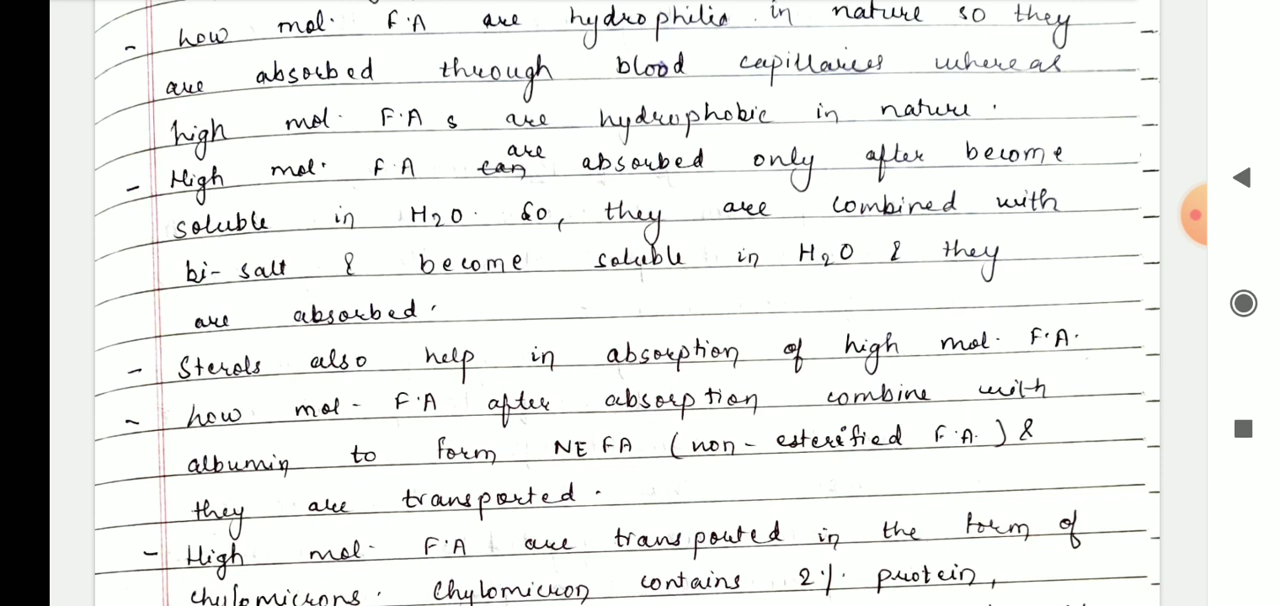 - low mol. F.A are hydrophilic in nature so they
are absorbed through blood capillaries whereas
high mol. F.A s are hydrophobic in nature.
- High mol. F.A are absorbed only after become
soluble in H2O. So, they are combined with
bi-salt & become soluble in H2O & they
are absorbed.
- Sterols also help in absorption of high mol. F.A.
- low mol- F.A after absorption combine with
albumin to form NEFA (non-esterified F.A.) &
they are transported.
- High mol- F.A are transported in the form of
chylomicrons. Chylomicron contains 2%. protein,